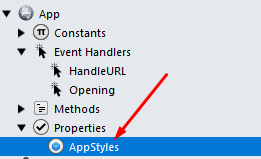 App
Constants
Event Handlers
HandleURL
Opening
Methods
Properties
AppStyles